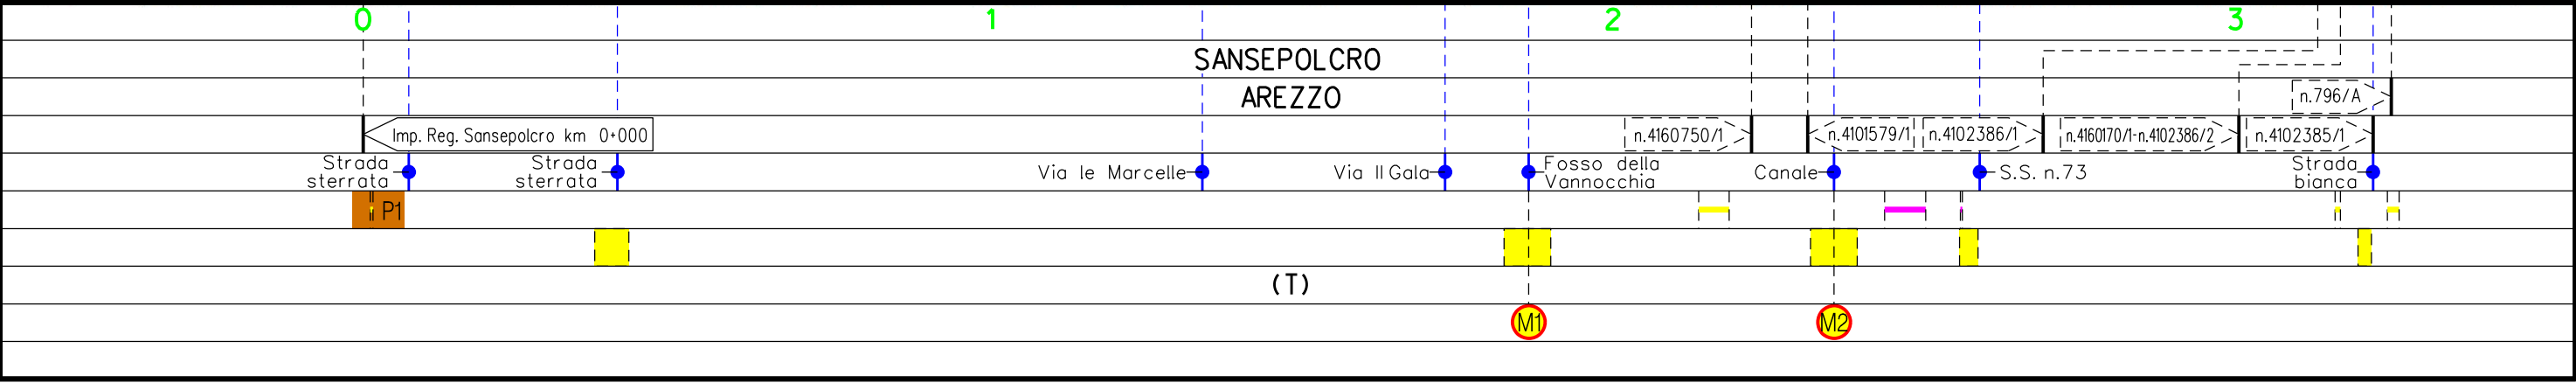 0 1 2 3
SANSEPOLCRO
AREZZO
n.796/A
Imp. Reg. Sansepolcro km 0+000
n.4160750/1
n.4101579/1
n.4102386/1
n.4160170/1-n.4102386/2
n.4102385/1
Strada
sterrata
Strada
sterrata
Via le Marcelle
Via II Gala
Fosso della
Vannocchia
Canale
S.S. n.73
Strada
bianca
P1
(T)
M1
M2